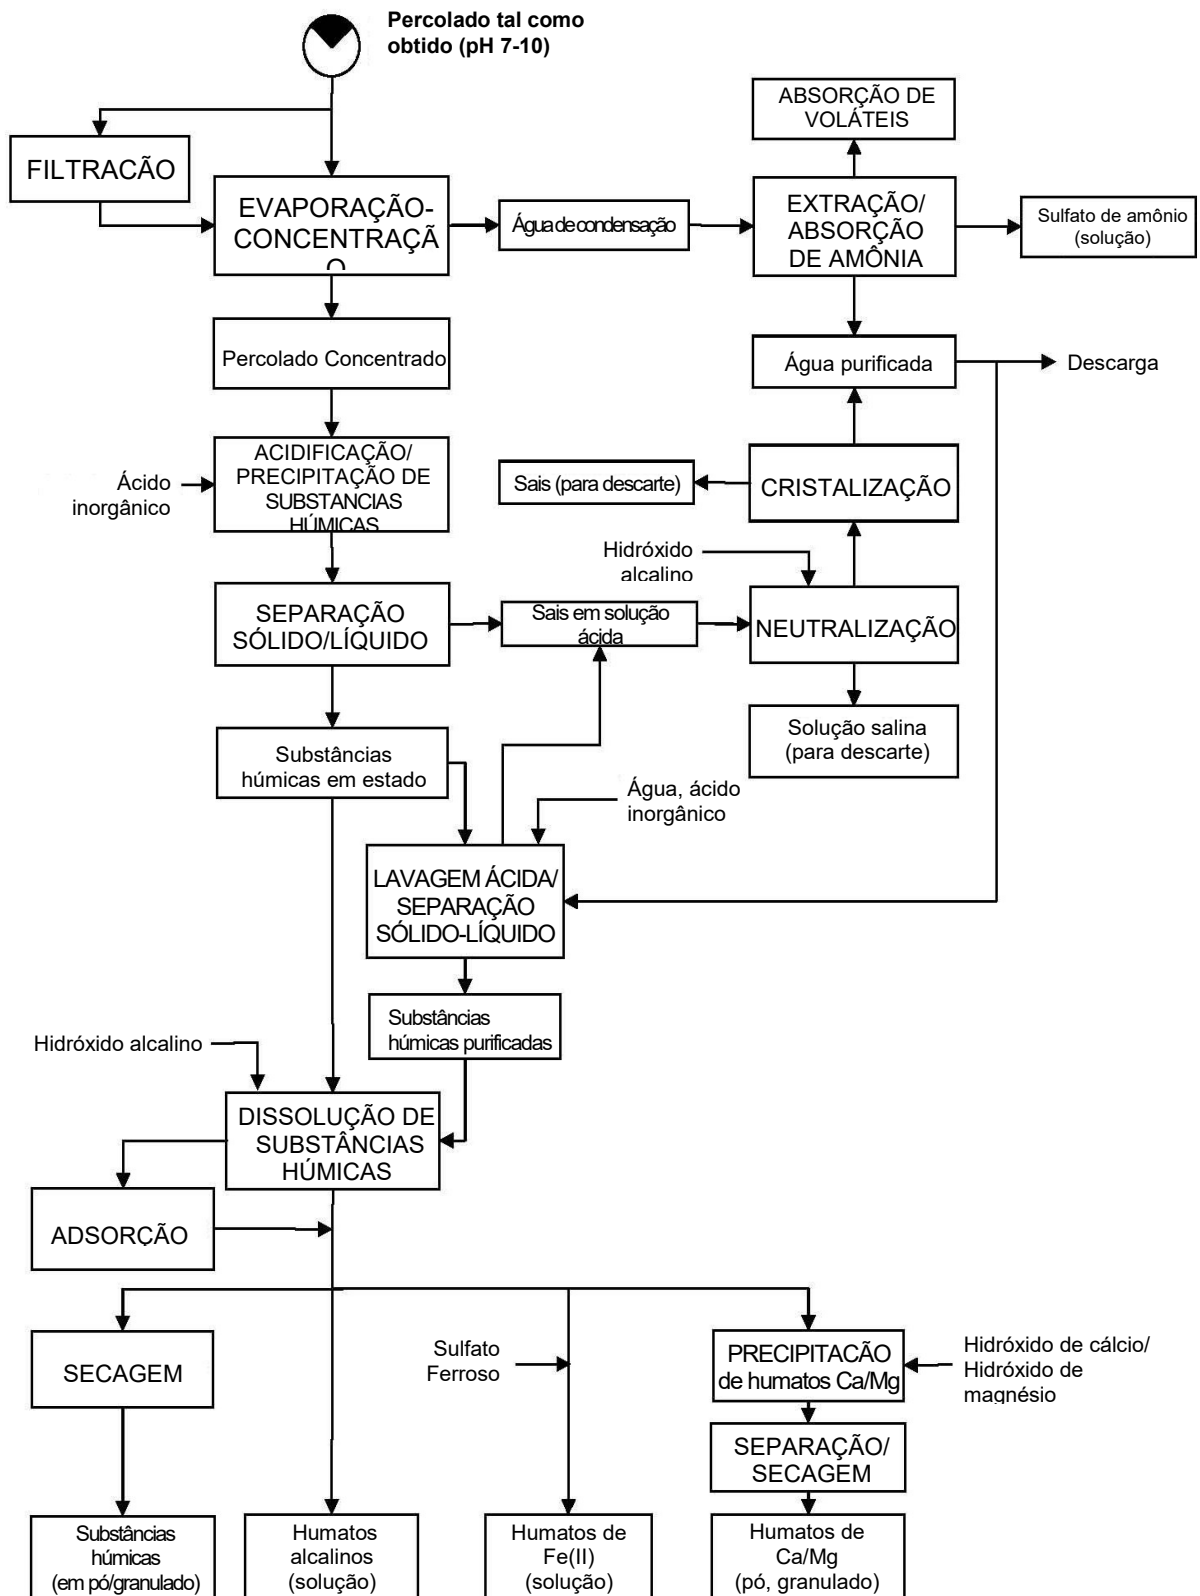 Percolado tal como
obtido (pH 7-10)
ABSORÇÃO DE
VOLÁTEIS
FILTRACÃO
EVAPORAÇÃO-
CONCENTRAÇÃ
O
Água de condensação
EXTRAÇÃO/
ABSORÇÃO
DE AMÔNIA
Sulfato de amônio
(solução)
Percolado Concentrado
Água purificada
Descarga
Ácido
inorgânico
ACIDIFICAÇÃO/
PRECIPITAÇÃO DE
SUBSTANCIAS
HÚMICAS
Sais (para descarte)
CRISTALIZAÇÃO
Hidróxido
alcalino
SEPARAÇÃO
SÓLIDO/LÍQUIDO
Sais em solução
ácida
NEUTRALIZAÇÃO
Substâncias
húmicas em estado
Solução salina
(para descarte)
Água, ácido
inorgânico
LAVAGEM ÁCIDA/
SEPARAÇÃO
SÓLIDO-LÍQUIDO
Substâncias
húmicas purificadas
Hidróxido alcalino
DISSOLUÇÃO DE
SUBSTÂNCIAS
HÚMICAS
ADSORÇÃO
SECAGEM
Sulfato
Ferroso
PRECIPITACÃO
de humatos Ca/Mg
Hidróxido de cálcio/
Hidróxido de
magnésio
SEPARAÇÃO/
SECAGEM
Substâncias
húmicas
(em pó/granulado)
Humatos
alcalinos
(solução)
Humatos de
Fe(II)
(solução)
Humatos de
Ca/Mg
(pó, granulado)